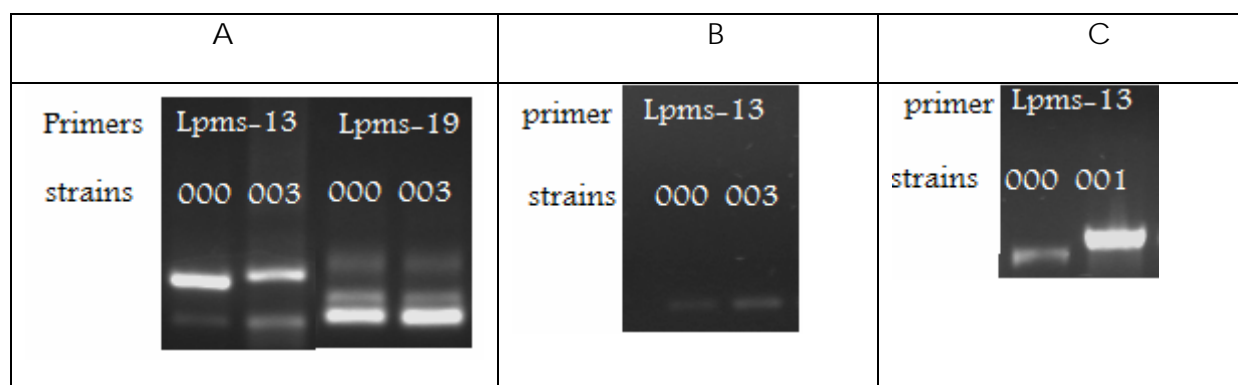 A
B
C
Primers Lpms-13 Lpms-19
strains 000 003 000 003
primer Lpms-13
strains 000 003
primer Lpms-13
strains 000 001